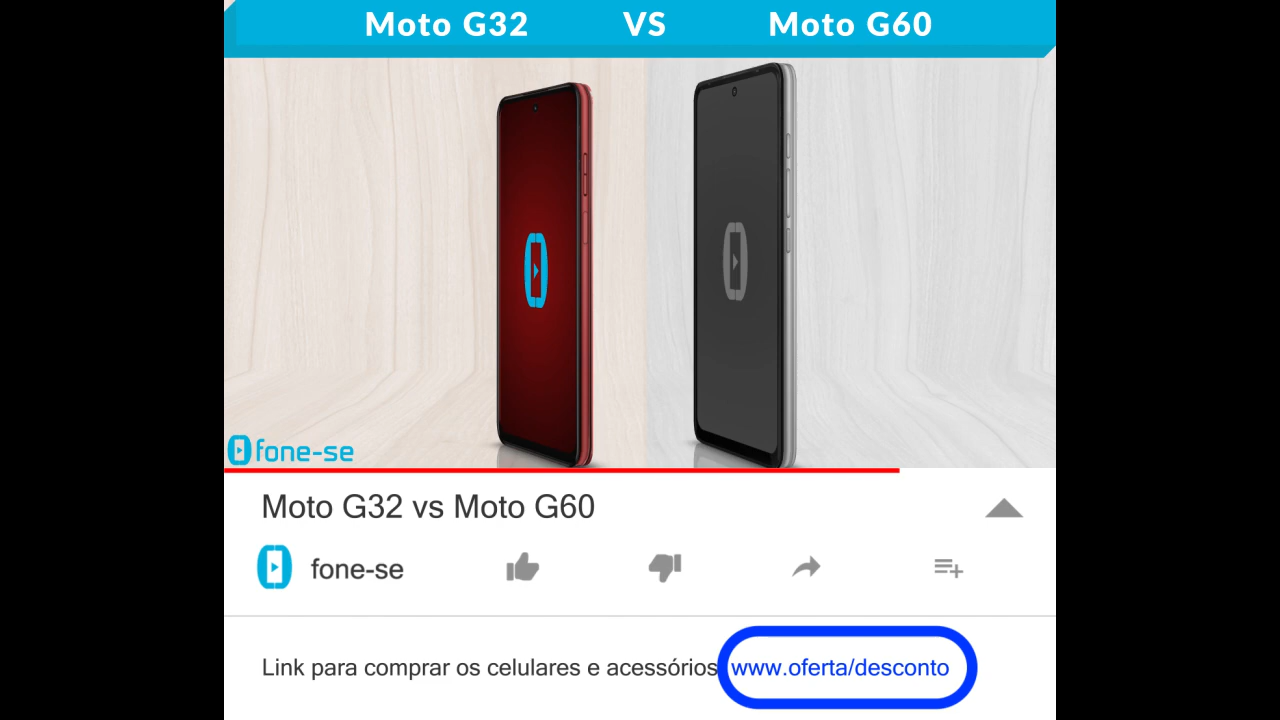 Moto G32 VS Moto G60
fone-se
Moto G32 vs Moto G60
fone-se
Link para comprar os celulares e acessórios www.oferta/desconto